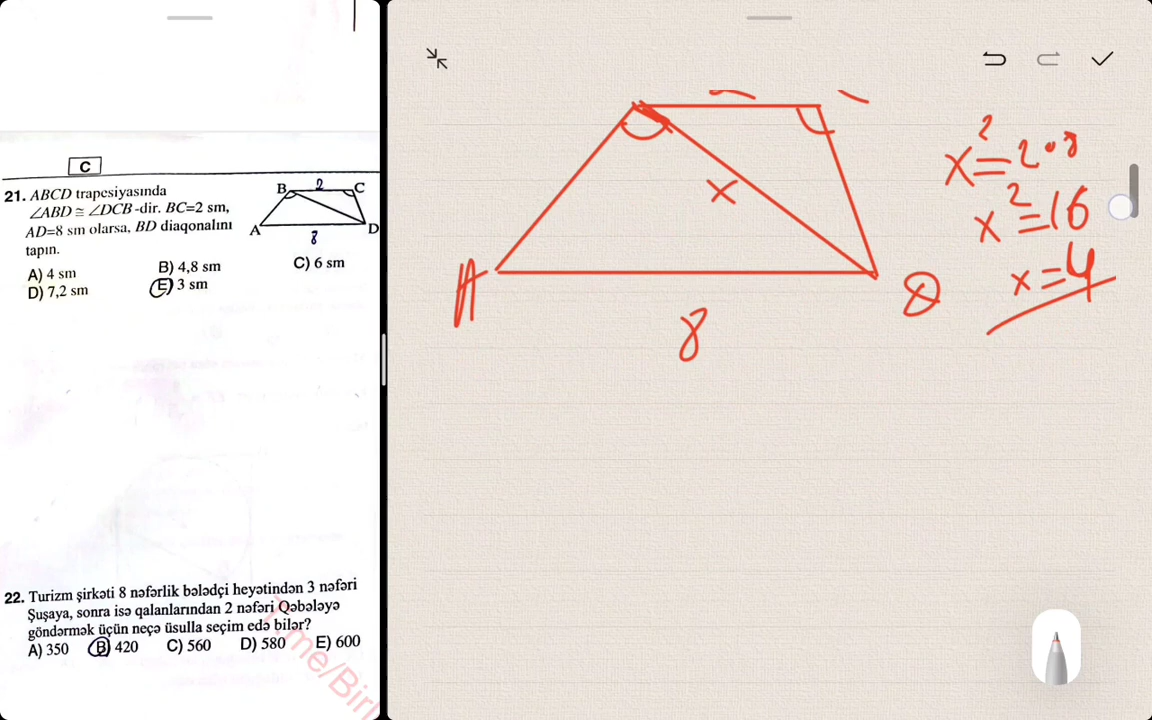 C
21. ABCD trapesiyasında
∠ABD ≅ ∠DCB -dir. BC=2 sm,
AD=8 sm olarsa, BD diaqonalını
tapın.
A) 4 sm
B) 4,8 sm
C) 6 sm
D) 7,2 sm
E) 3 sm
B 2 C
A 8 D
22. Turizm şirkəti 8 nəfərlik bələdçi heyətindən 3 nəfəri
Şuşaya, sonra isə qalanlarından 2 nəfəri Qəbələyə
göndərmək üçün neçə üsulla seçim edə bilər?
A) 350 B) 420 C) 560 D) 580 E) 600
x
A
D
8
x²=2·8
x²=16
x=4